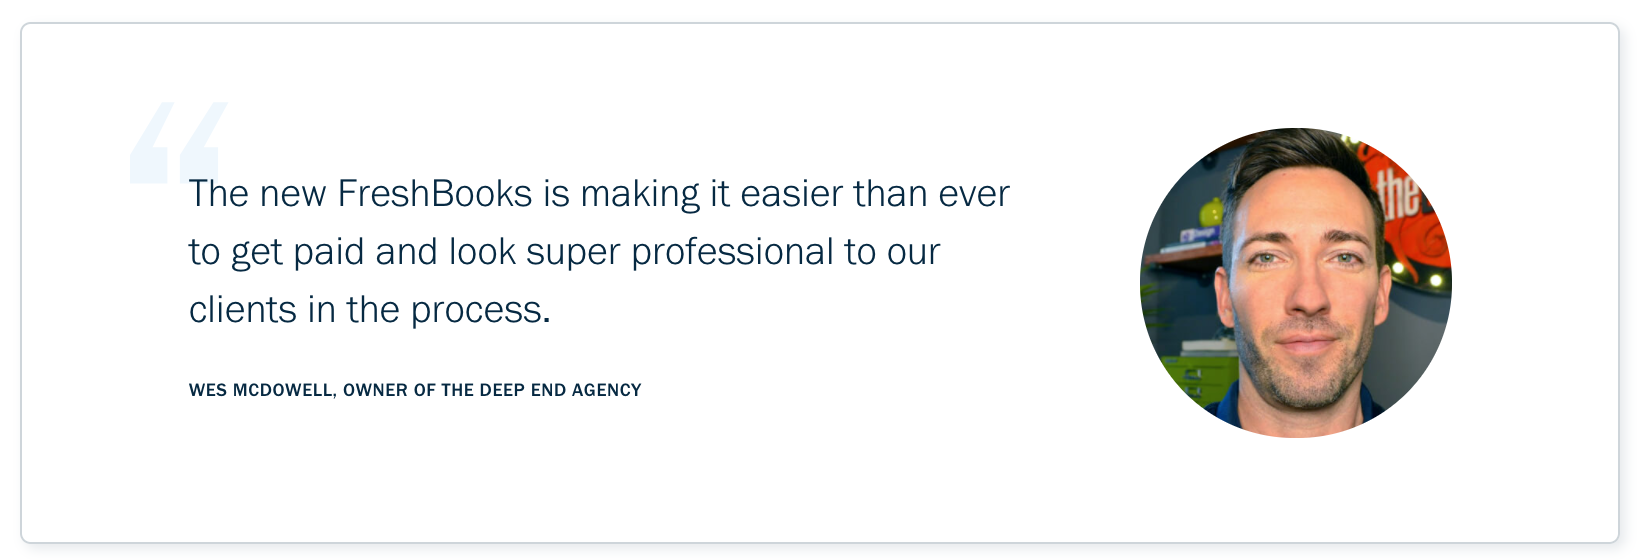 “
The new FreshBooks is making it easier than ever
to get paid and look super professional to our
clients in the process.
WES MCDOWELL, OWNER OF THE DEEP END AGENCY
the